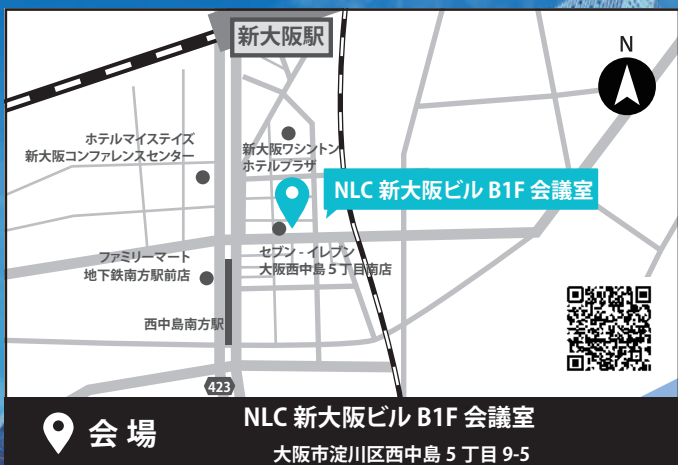 新大阪駅
N
ホテルマイステイズ
新大阪コンファレンスセンター
新大阪ワシントン
ホテルプラザ
NLC 新大阪ビル B1F 会議室
セブン - イレブン
大阪西中島 5 丁目南店
ファミリーマート
地下鉄南方駅前店
西中島南方駅
423
会場
NLC 新大阪ビル B1F 会議室
大阪市淀川区西中島 5 丁目 9-5